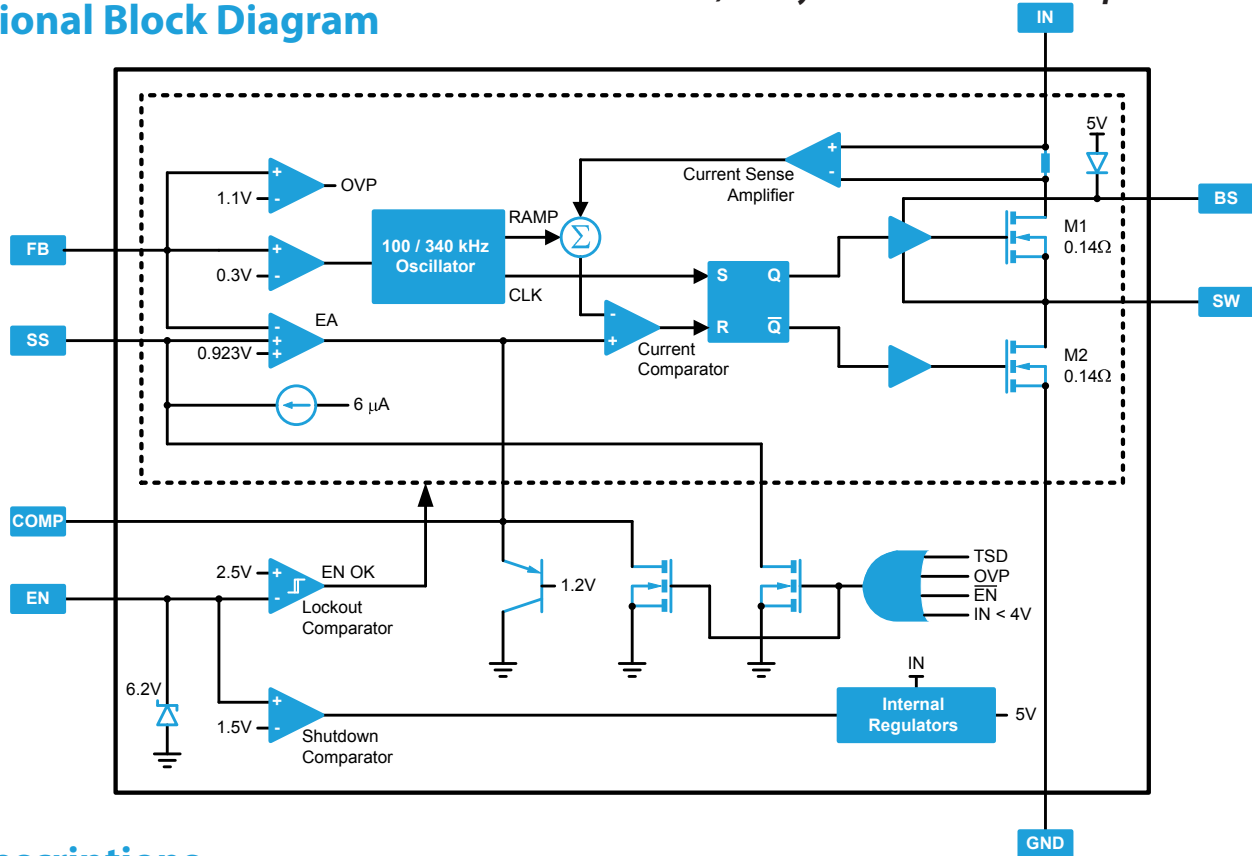 ional Block Diagram
IN
5V
+
-
Current Sense
Amplifier
+
1.1V
-
OVP
RAMP
Σ
BS
FB
+
0.3V
-
100 / 340 kHz
Oscillator
CLK
S Q
R Q̅
M1
0.14Ω
SW
SS
EA
-
+
0.923V
+
-
+
Current
Comparator
M2
0.14Ω
6 µA
COMP
EN
2.5V
+
-
EN OK
Lockout
Comparator
1.2V
TSD
OVP
E̅N̅
IN < 4V
6.2V
+
1.5V
-
Shutdown
Comparator
IN
Internal
Regulators
5V
GND